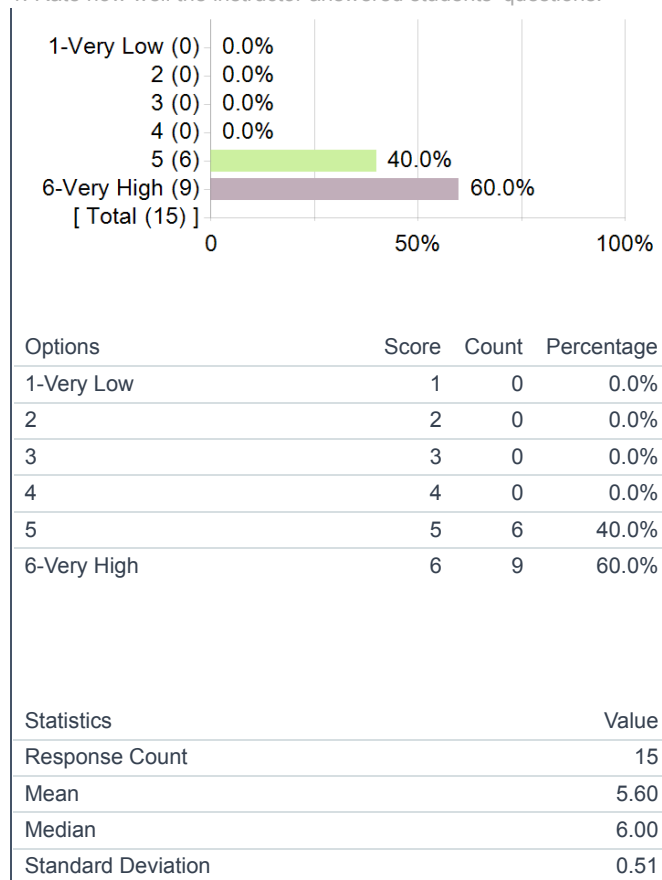 1-Very Low (0) 0.0%
2 (0) 0.0%
3 (0) 0.0%
4 (0) 0.0%
5 (6) 40.0%
6-Very High (9) 60.0%
[ Total (15) ]
0 50% 100%
Options Score Count Percentage
1-Very Low 1 0 0.0%
2 2 0 0.0%
3 3 0 0.0%
4 4 0 0.0%
5 5 6 40.0%
6-Very High 6 9 60.0%
Statistics Value
Response Count 15
Mean 5.60
Median 6.00
Standard Deviation 0.51